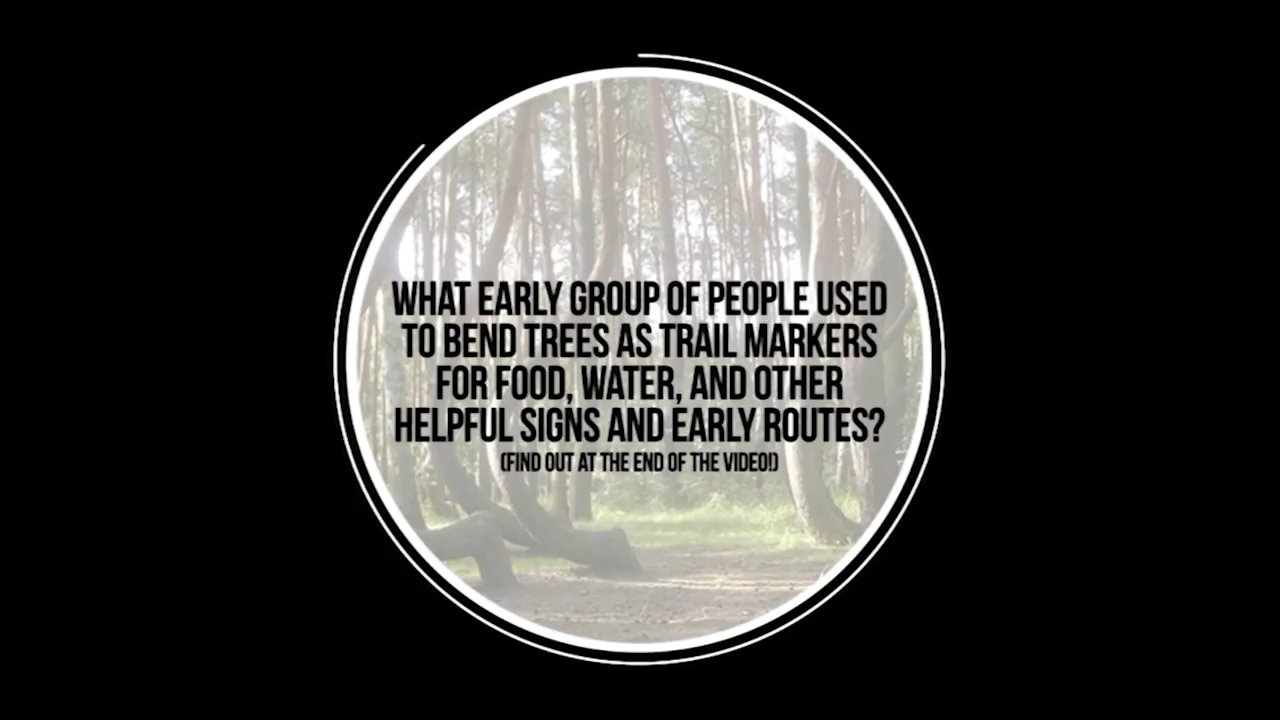 WHAT EARLY GROUP OF PEOPLE USED
TO BEND TREES AS TRAIL MARKERS
FOR FOOD, WATER, AND OTHER
HELPFUL SIGNS AND EARLY ROUTES?
(FIND OUT AT THE END OF THE VIDEO!)